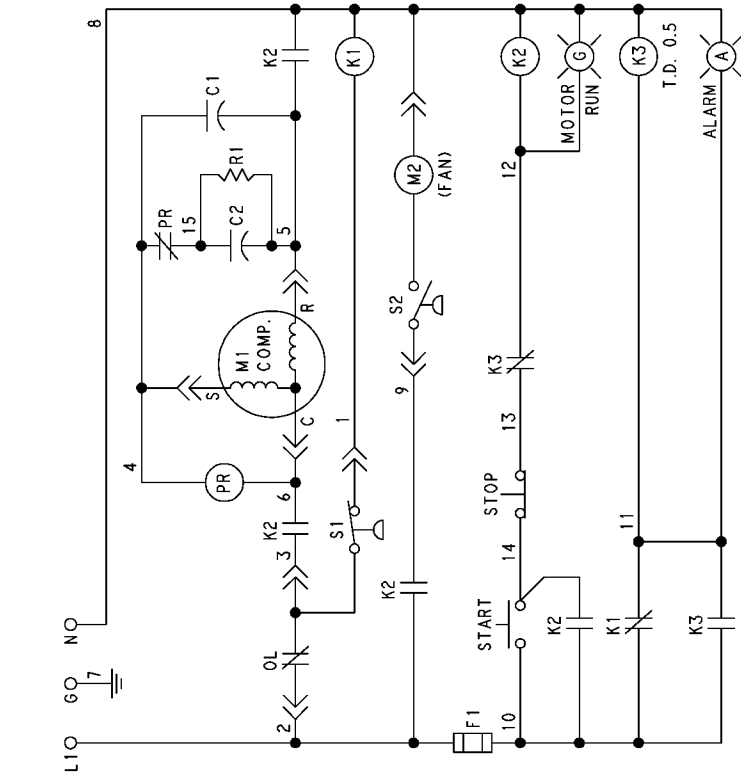 L1
G
7
N
8
2
OL
3
K2
6
C
M1
COMP.
S
R
5
K2
PR
4
PR
15
C2
R1
C1
S1
1
K1
K2
9
S2
M2
(FAN)
F1
10
START
14
STOP
13
K3
12
K2
K2
MOTOR
RUN
G
K1
11
K3
T.D. 0.5
K3
ALARM
A